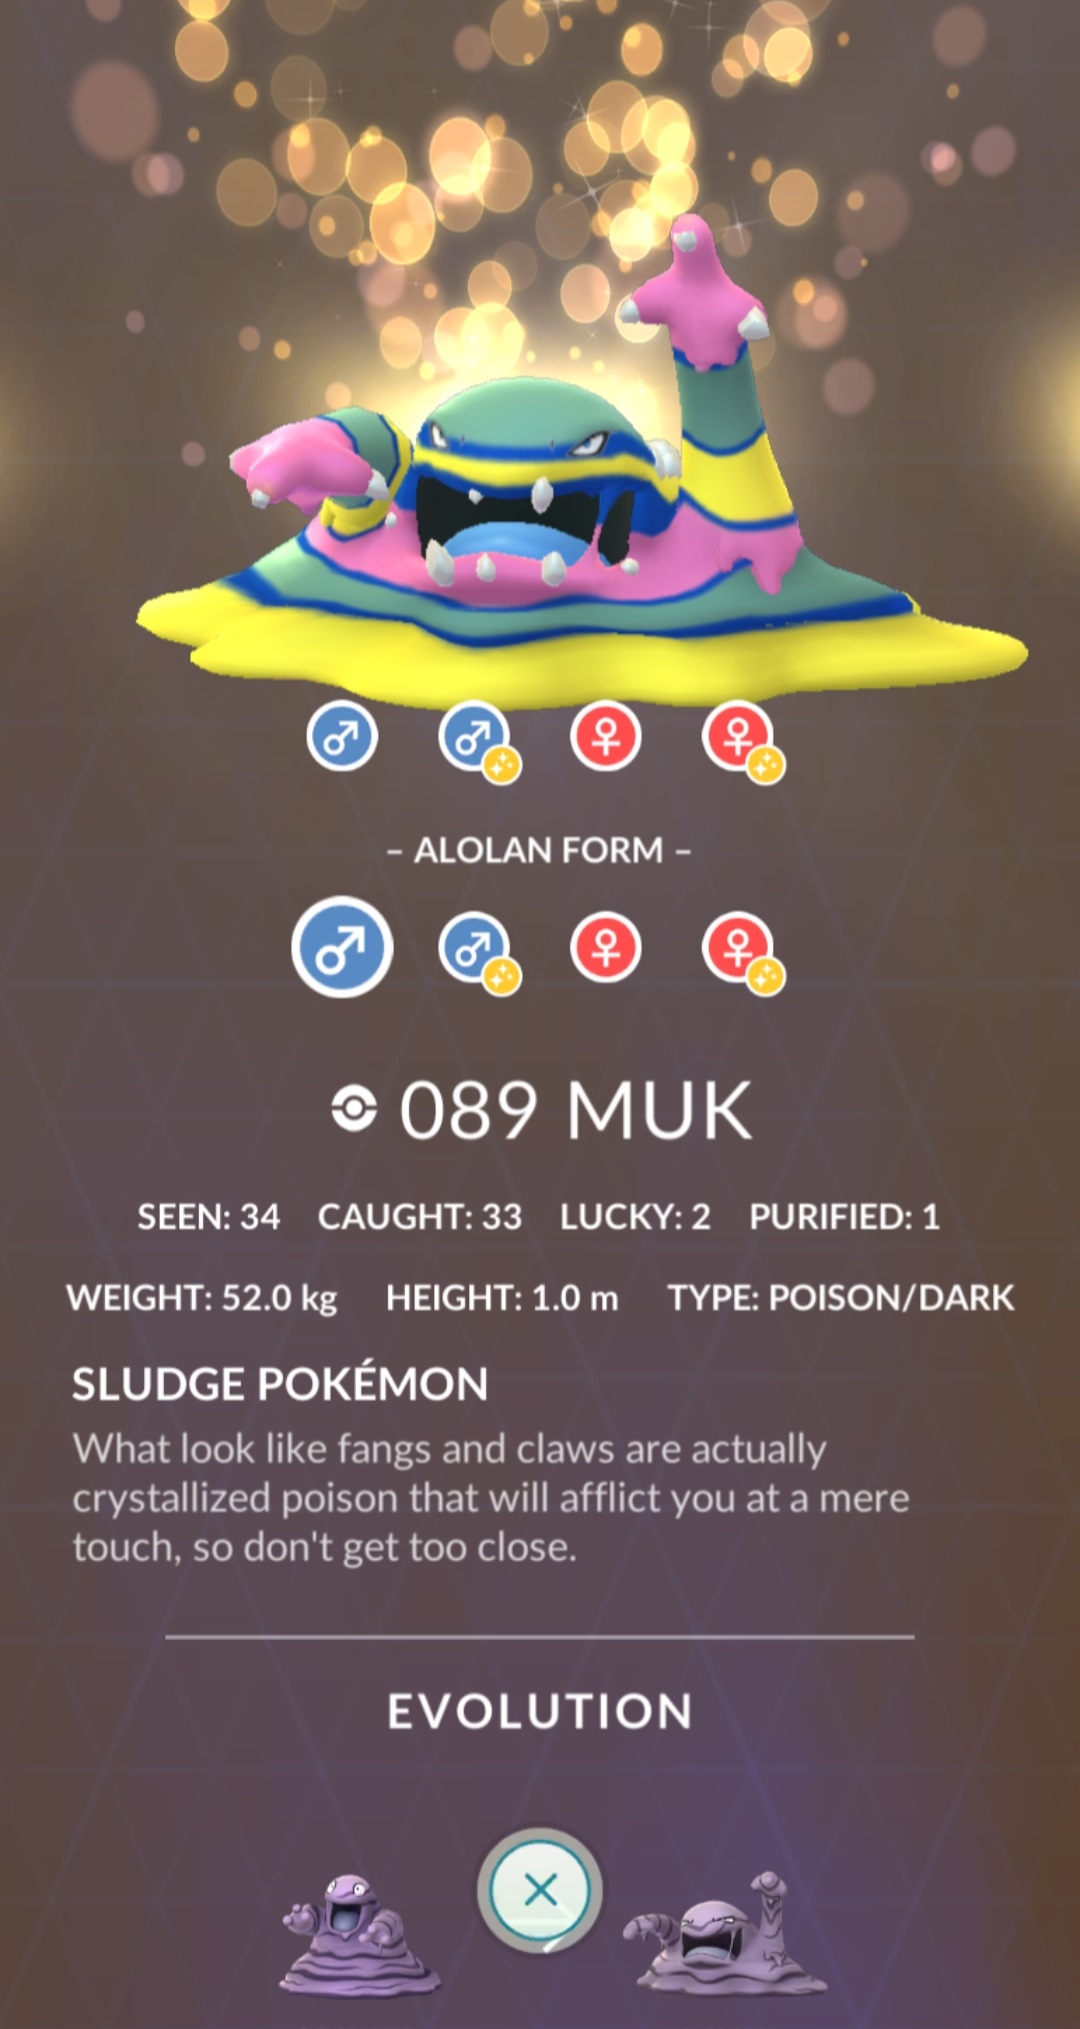 – ALOLAN FORM –
089 MUK
SEEN: 34 CAUGHT: 33 LUCKY: 2 PURIFIED: 1
WEIGHT: 52.0 kg HEIGHT: 1.0 m TYPE: POISON/DARK
SLUDGE POKÉMON
What look like fangs and claws are actually
crystallized poison that will afflict you at a mere
touch, so don't get too close.
EVOLUTION